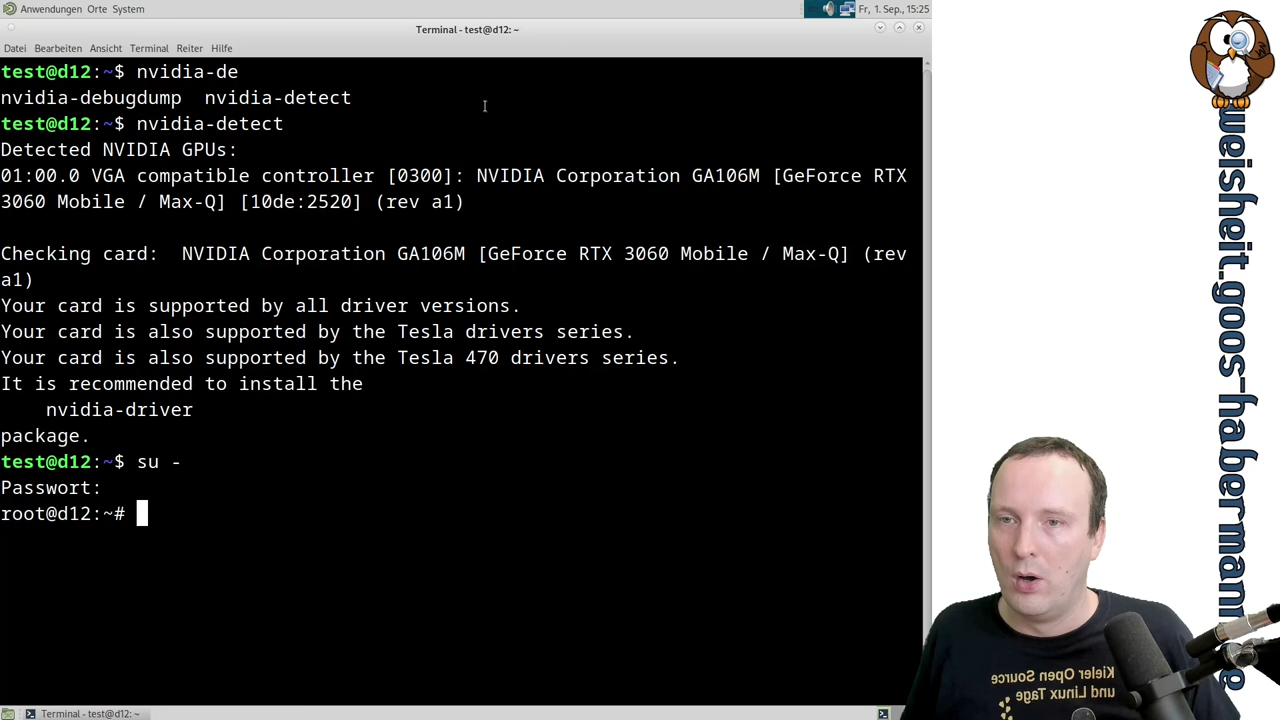 Anwendungen Orte System
Fr, 1. Sep., 15:25
Terminal - test@d12: ~
Datei Bearbeiten Ansicht Terminal Reiter Hilfe
test@d12:~$ nvidia-de
nvidia-debugdump  nvidia-detect
test@d12:~$ nvidia-detect
Detected NVIDIA GPUs:
01:00.0 VGA compatible controller [0300]: NVIDIA Corporation GA106M [GeForce RTX
3060 Mobile / Max-Q] [10de:2520] (rev a1)
Checking card:  NVIDIA Corporation GA106M [GeForce RTX 3060 Mobile / Max-Q] (rev
a1)
Your card is supported by all driver versions.
Your card is also supported by the Tesla drivers series.
Your card is also supported by the Tesla 470 drivers series.
It is recommended to install the
nvidia-driver
package.
test@d12:~$ su -
Passwort:
root@d12:~#
Terminal - test@d12: ~
weisheit.goos-habermann.de
Kieler Open Source
und Linux Tage